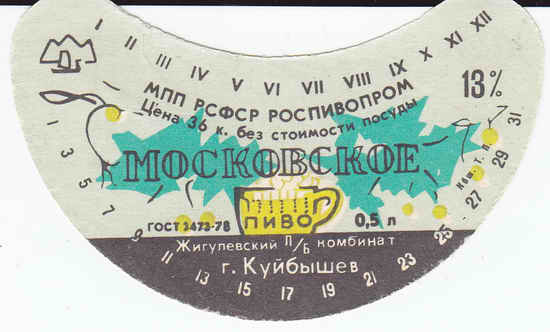 I II III IV V VI VII VIII IX X XI XII
МПП РСФСР РОСПИВОПРОМ
13%
Цена 36 к. без стоимости посуды
МОСКОВСКОЕ
ПИВО
ГОСТ 3473-78
0,5 л
Жигулевский П/Б комбинат
г. Куйбышев
1 3 5 7 9 11 13 15 17 19 21 23 25 27 29 31